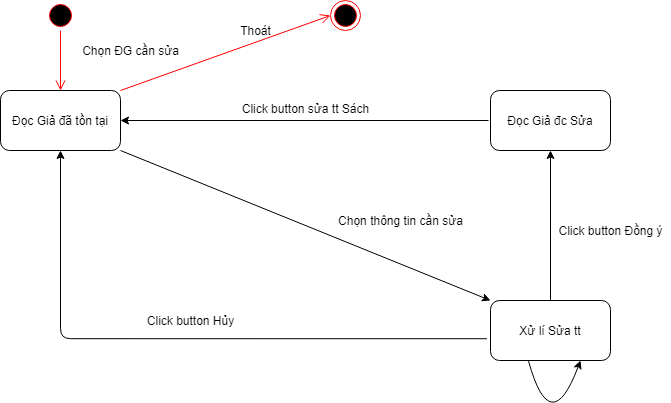 Thoát
Chọn ĐG cần sửa
Click button sửa tt Sách
Đọc Giả đã tồn tại
Đọc Giả đc Sửa
Chọn thông tin cần sửa
Click button Đồng ý
Click button Hủy
Xử lí Sửa tt